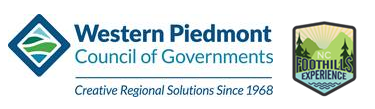 Western Piedmont
Council of Governments
Creative Regional Solutions Since 1968
NC
FOOTHILLS
EXPERIENCE